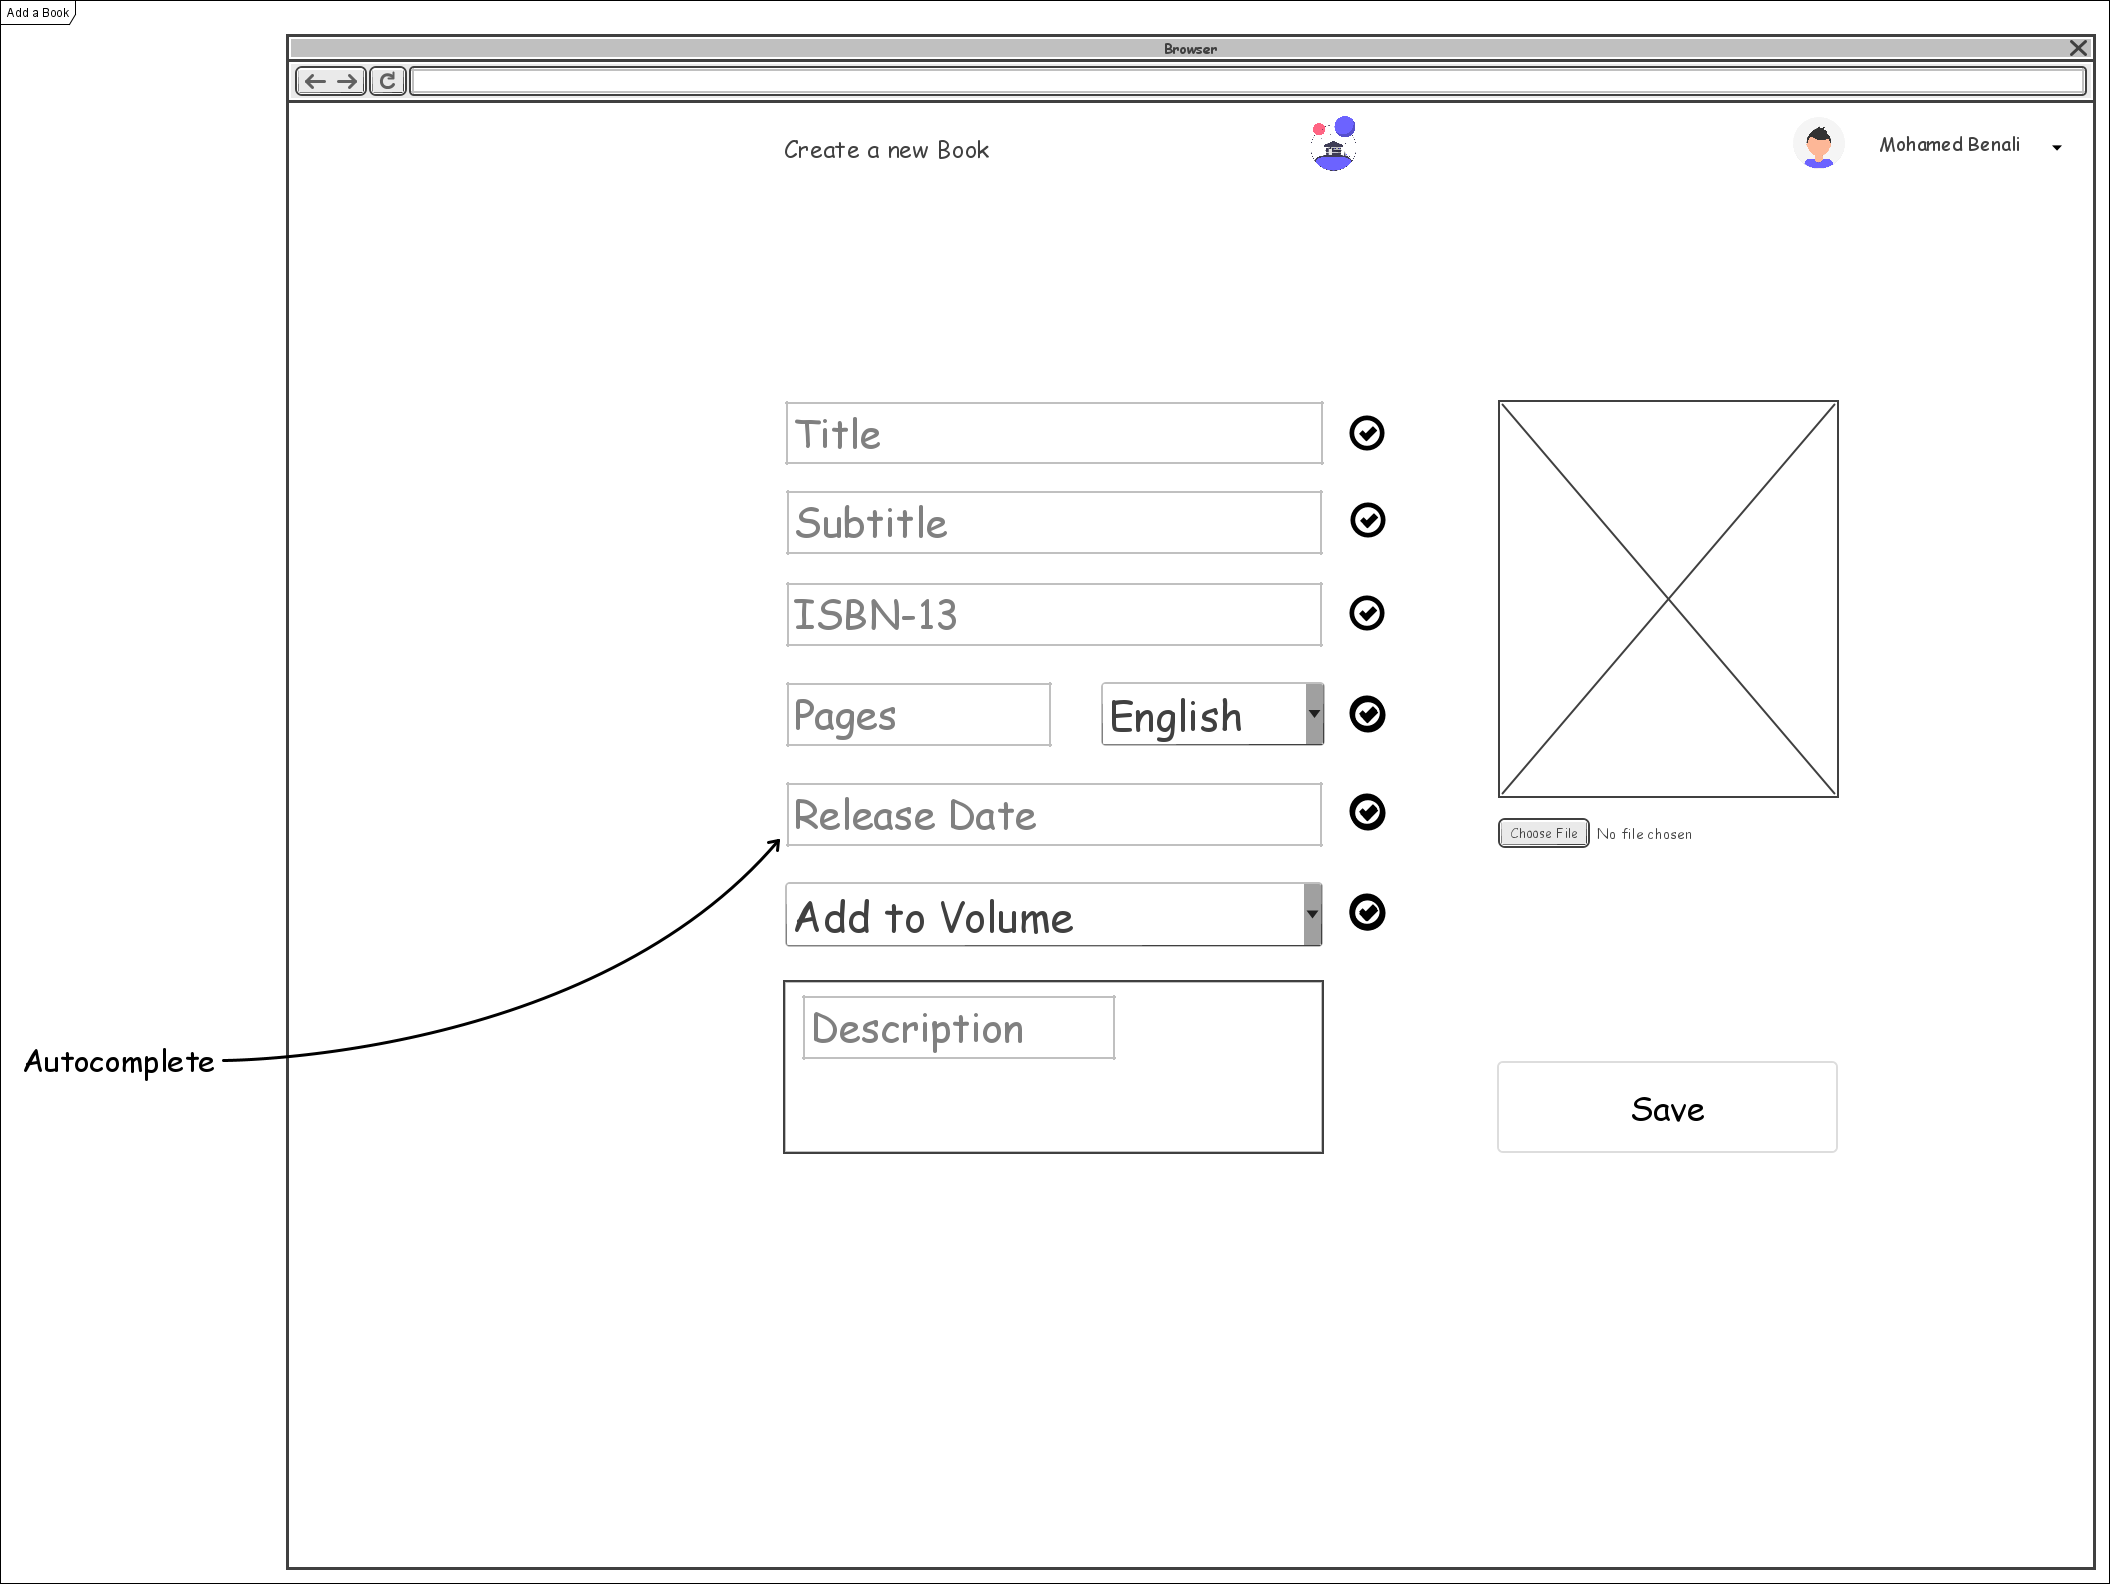 Add a Book
Browser
Create a new Book
Mohamed Benali
Title
Subtitle
ISBN-13
Pages
English
Release Date
Choose File No file chosen
Add to Volume
Description
Autocomplete
Save